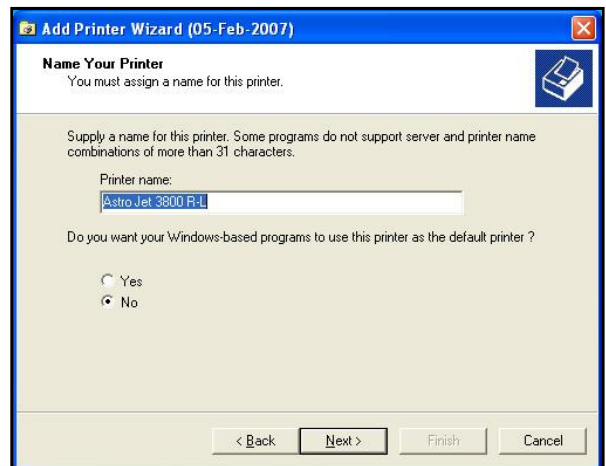 Add Printer Wizard (05-Feb-2007)
Name Your Printer
You must assign a name for this printer.
Supply a name for this printer. Some programs do not support server and printer name
combinations of more than 31 characters.
Printer name:
Astro Jet 3800 R-L
Do you want your Windows-based programs to use this printer as the default printer ?
Yes
No
< Back Next > Finish Cancel